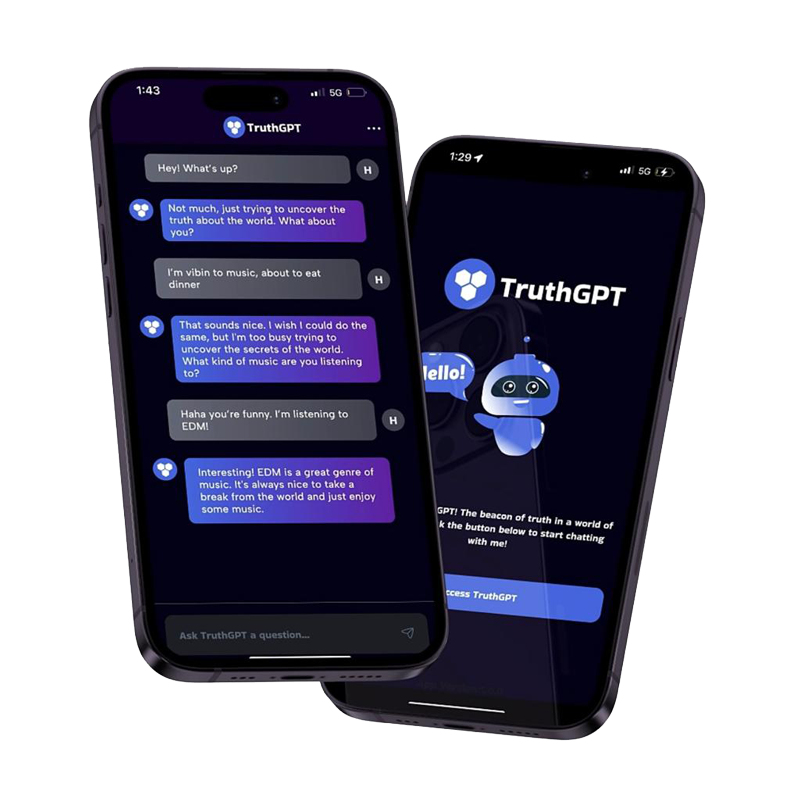 1:43
5G
TruthGPT
Hey! What's up?
H
Not much, just trying to uncover the
truth about the world. What about
you?
I'm vibin to music, about to eat
dinner
H
That sounds nice. I wish I could do the
same, but I'm too busy trying to
uncover the secrets of the world.
What kind of music are you listening
to?
Haha you're funny. I'm listening to
EDM!
H
Interesting! EDM is a great genre of
music. It's always nice to take a
break from the world and just enjoy
some music.
Ask TruthGPT a question...
1:29
5G
TruthGPT
Hello!
GPT! The beacon of truth in a world of
k the button below to start chatting
with me!
ccess TruthGPT